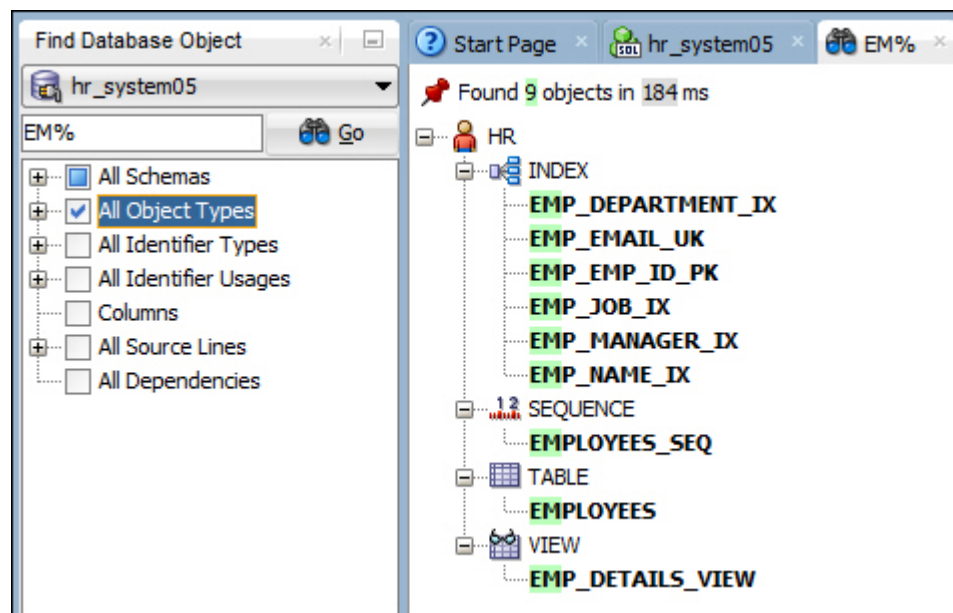 Find Database Object
hr_system05
EM%
Go
All Schemas
All Object Types
All Identifier Types
All Identifier Usages
Columns
All Source Lines
All Dependencies
Start Page
hr_system05
EM%
Found 9 objects in 184 ms
HR
INDEX
EMP_DEPARTMENT_IX
EMP_EMAIL_UK
EMP_EMP_ID_PK
EMP_JOB_IX
EMP_MANAGER_IX
EMP_NAME_IX
SEQUENCE
EMPLOYEES_SEQ
TABLE
EMPLOYEES
VIEW
EMP_DETAILS_VIEW